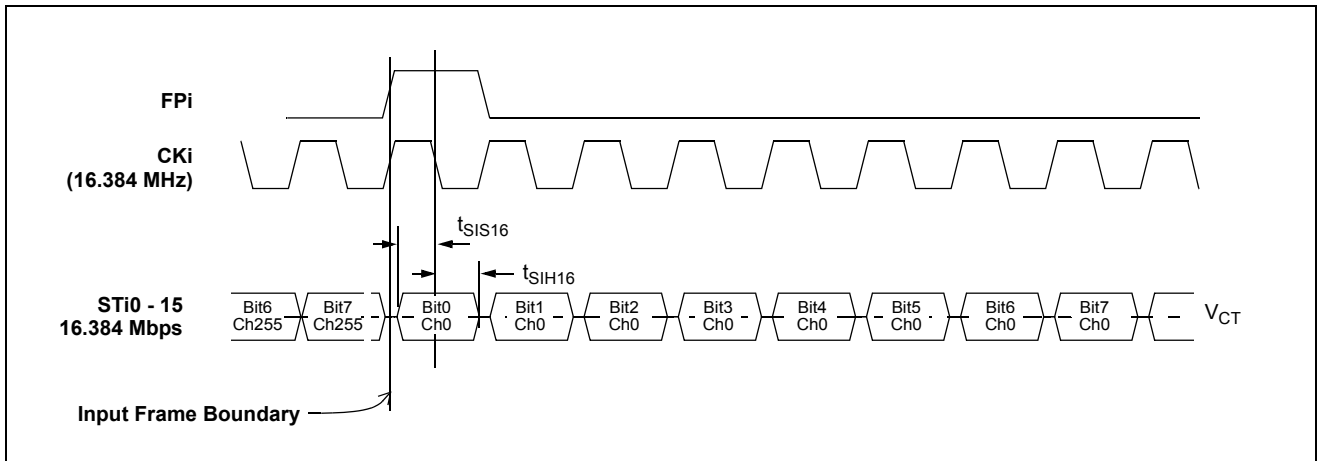 FPi
CKi
(16.384 MHz)
tSIS16
tSIH16
STi0 - 15
16.384 Mbps
Bit6 Bit7 Bit0 Bit1 Bit2 Bit3 Bit4 Bit5 Bit6 Bit7
Ch255 Ch255 Ch0 Ch0 Ch0 Ch0 Ch0 Ch0 Ch0 Ch0
VCT
Input Frame Boundary